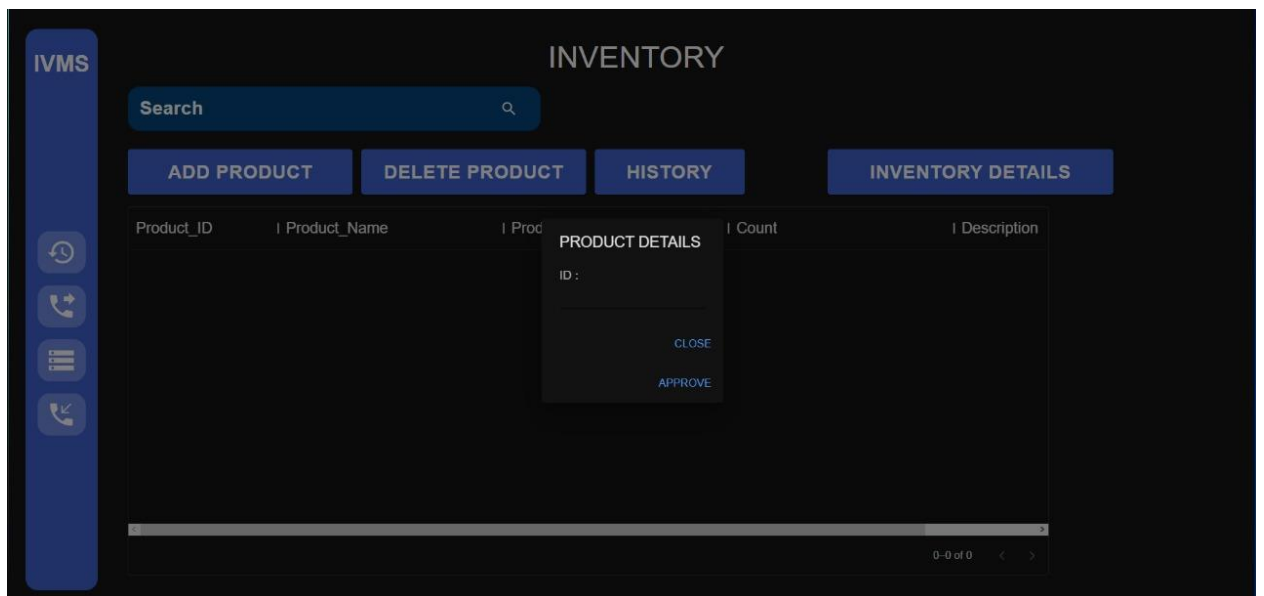 IVMS
INVENTORY
Search
ADD PRODUCT DELETE PRODUCT HISTORY INVENTORY DETAILS
Product_ID | Product_Name | Prod | Count | Description
PRODUCT DETAILS
ID :
CLOSE
APPROVE
0–0 of 0